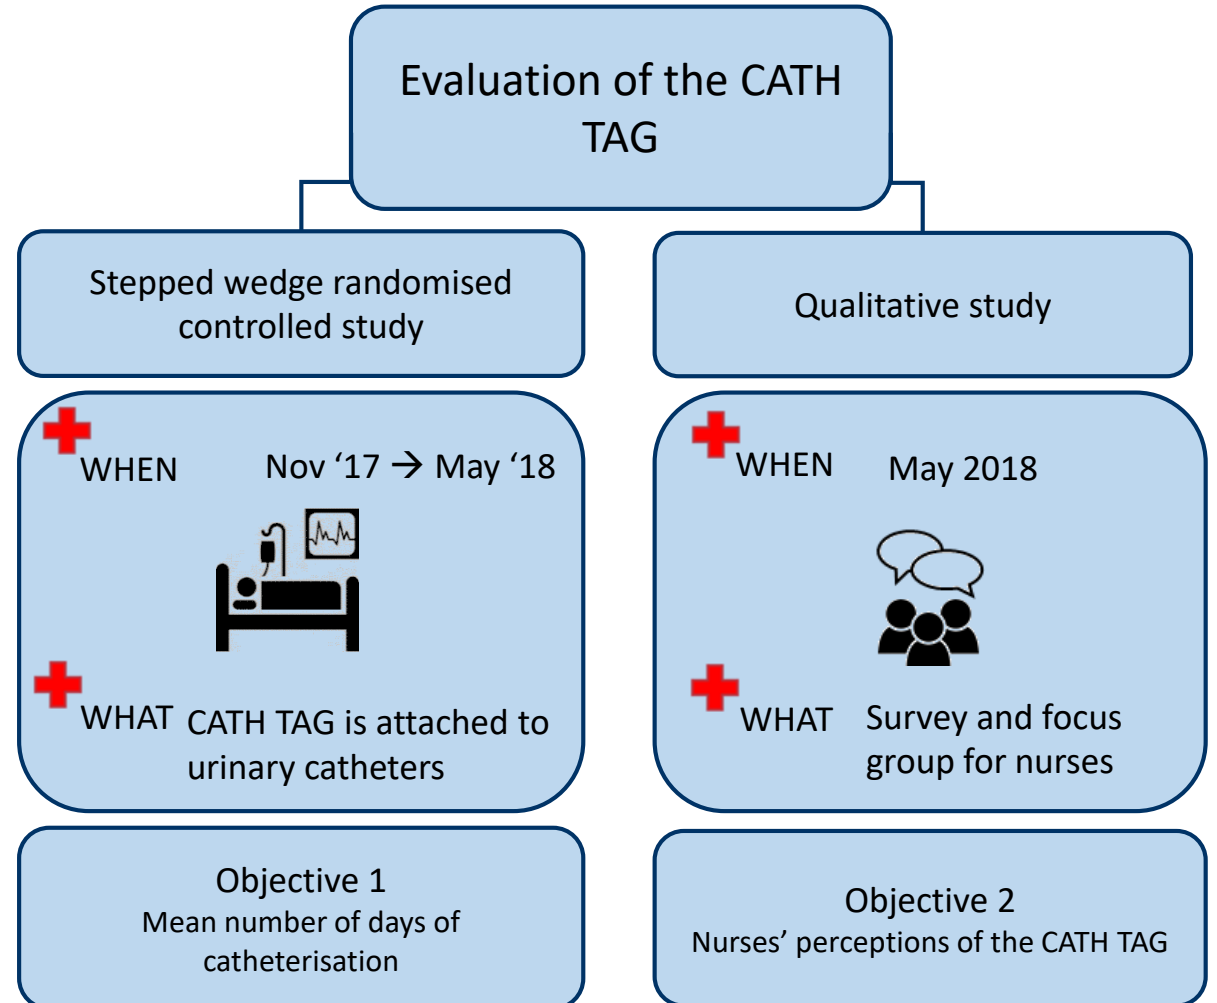 Evaluation of the CATH
TAG
Stepped wedge randomised
controlled study
WHEN Nov ‘17 → May ‘18
WHAT CATH TAG is attached to
urinary catheters
Objective 1
Mean number of days of
catheterisation
Qualitative study
WHEN May 2018
WHAT Survey and focus
group for nurses
Objective 2
Nurses’ perceptions of the CATH TAG